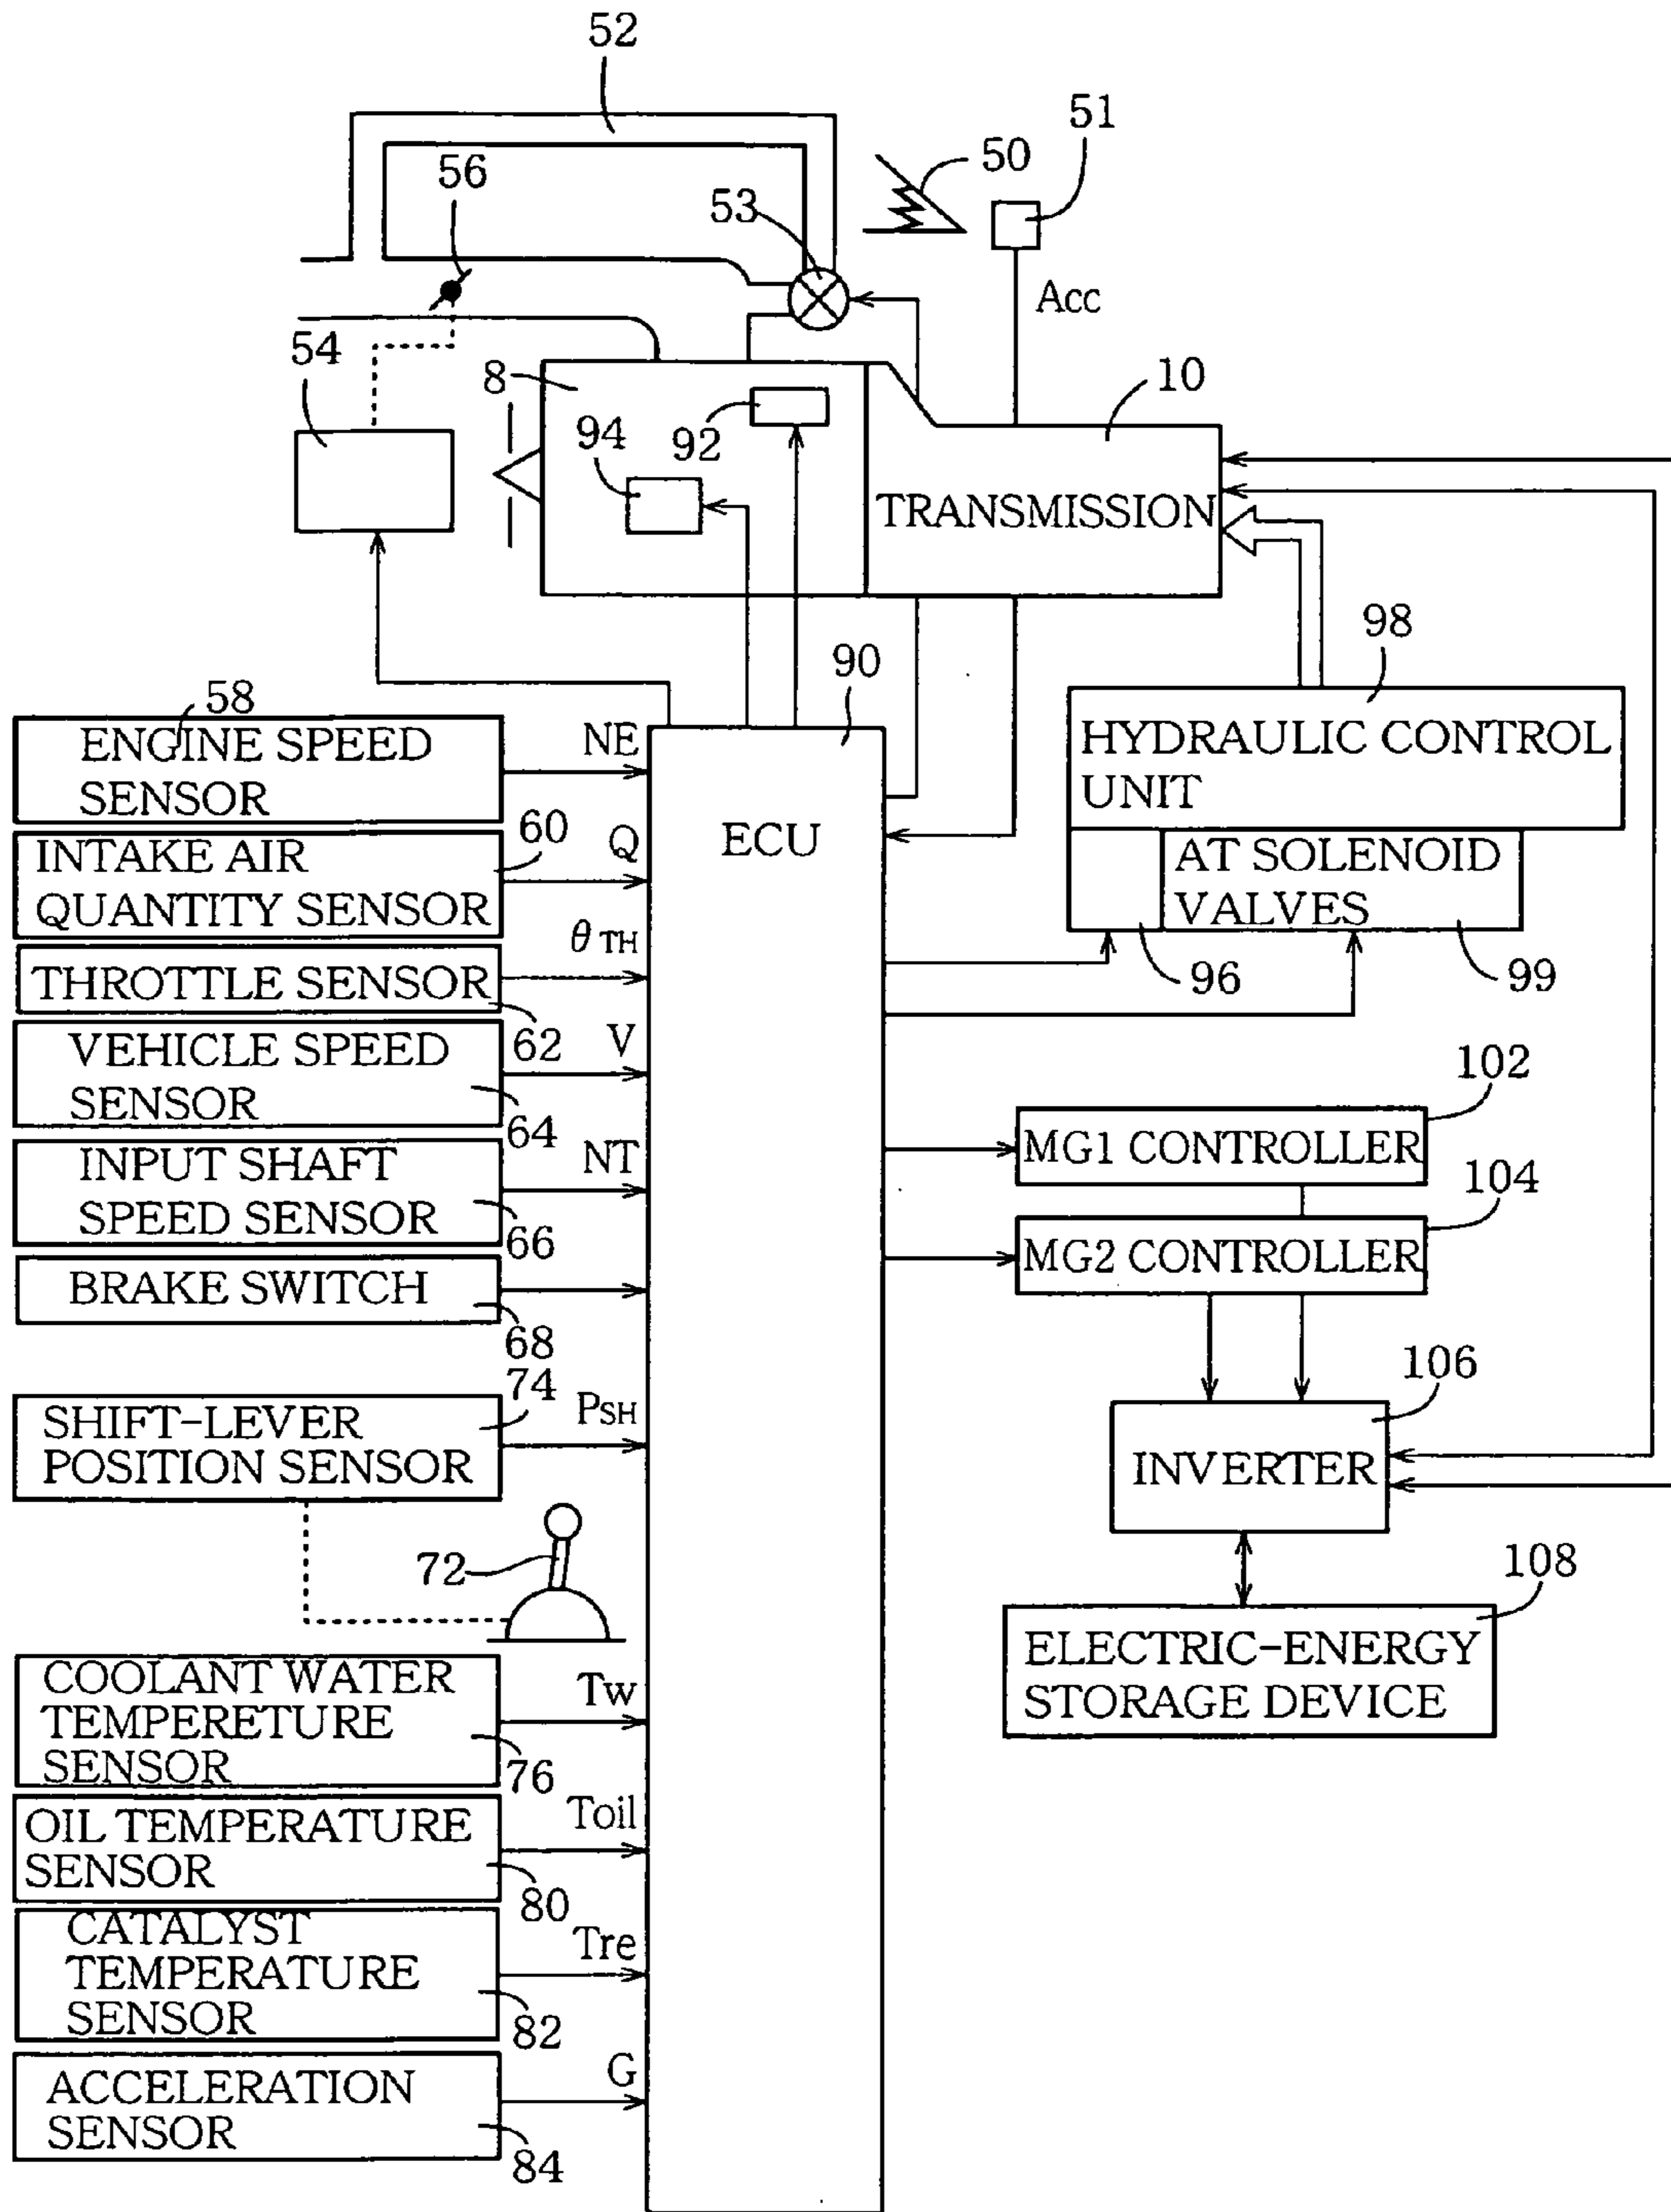 52
51
50
56
53
Acc
54
8
10
92
94
TRANSMISSION
98
90
58
ENGINE SPEED
SENSOR
NE
HYDRAULIC CONTROL
UNIT
60
INTAKE AIR
QUANTITY SENSOR
Q
ECU
AT SOLENOID
VALVES
θTH
THROTTLE SENSOR
62
96
99
VEHICLE SPEED
SENSOR
64
V
102
MG1 CONTROLLER
INPUT SHAFT
SPEED SENSOR
66
NT
104
MG2 CONTROLLER
BRAKE SWITCH
68
74
SHIFT-LEVER
POSITION SENSOR
PSH
106
INVERTER
72
108
ELECTRIC-ENERGY
STORAGE DEVICE
COOLANT WATER
TEMPERETURE
SENSOR
76
Tw
OIL TEMPERATURE
SENSOR
80
Toil
CATALYST
TEMPERATURE
SENSOR
82
Tre
ACCELERATION
SENSOR
84
G